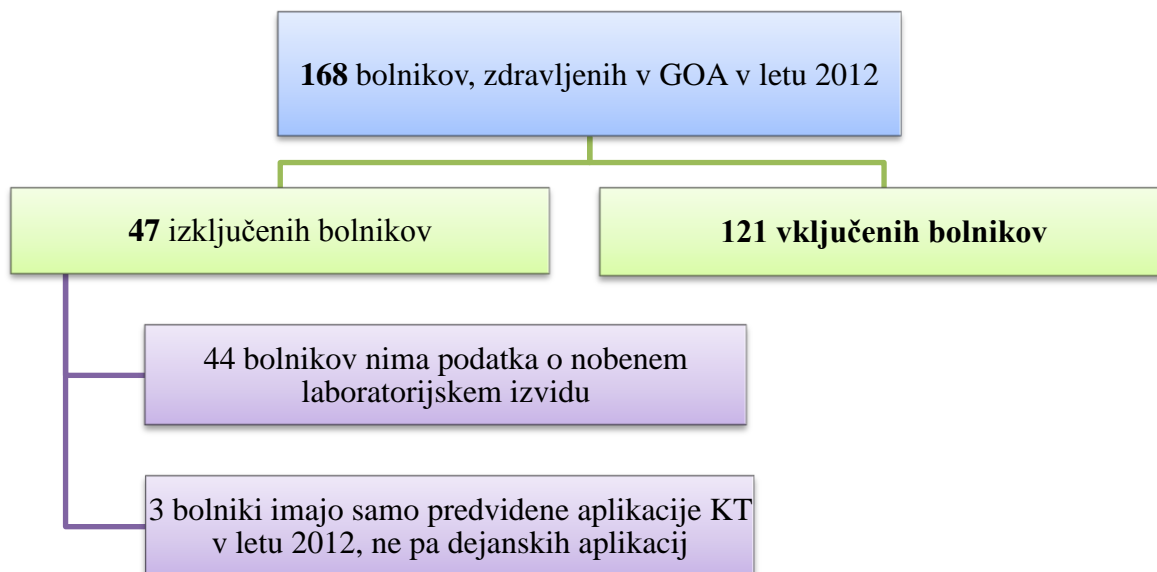 168 bolnikov, zdravljenih v GOA v letu 2012
47 izključenih bolnikov
121 vključenih bolnikov
44 bolnikov nima podatka o nobenem
laboratorijskem izvidu
3 bolniki imajo samo predvidene aplikacije KT
v letu 2012, ne pa dejanskih aplikacij